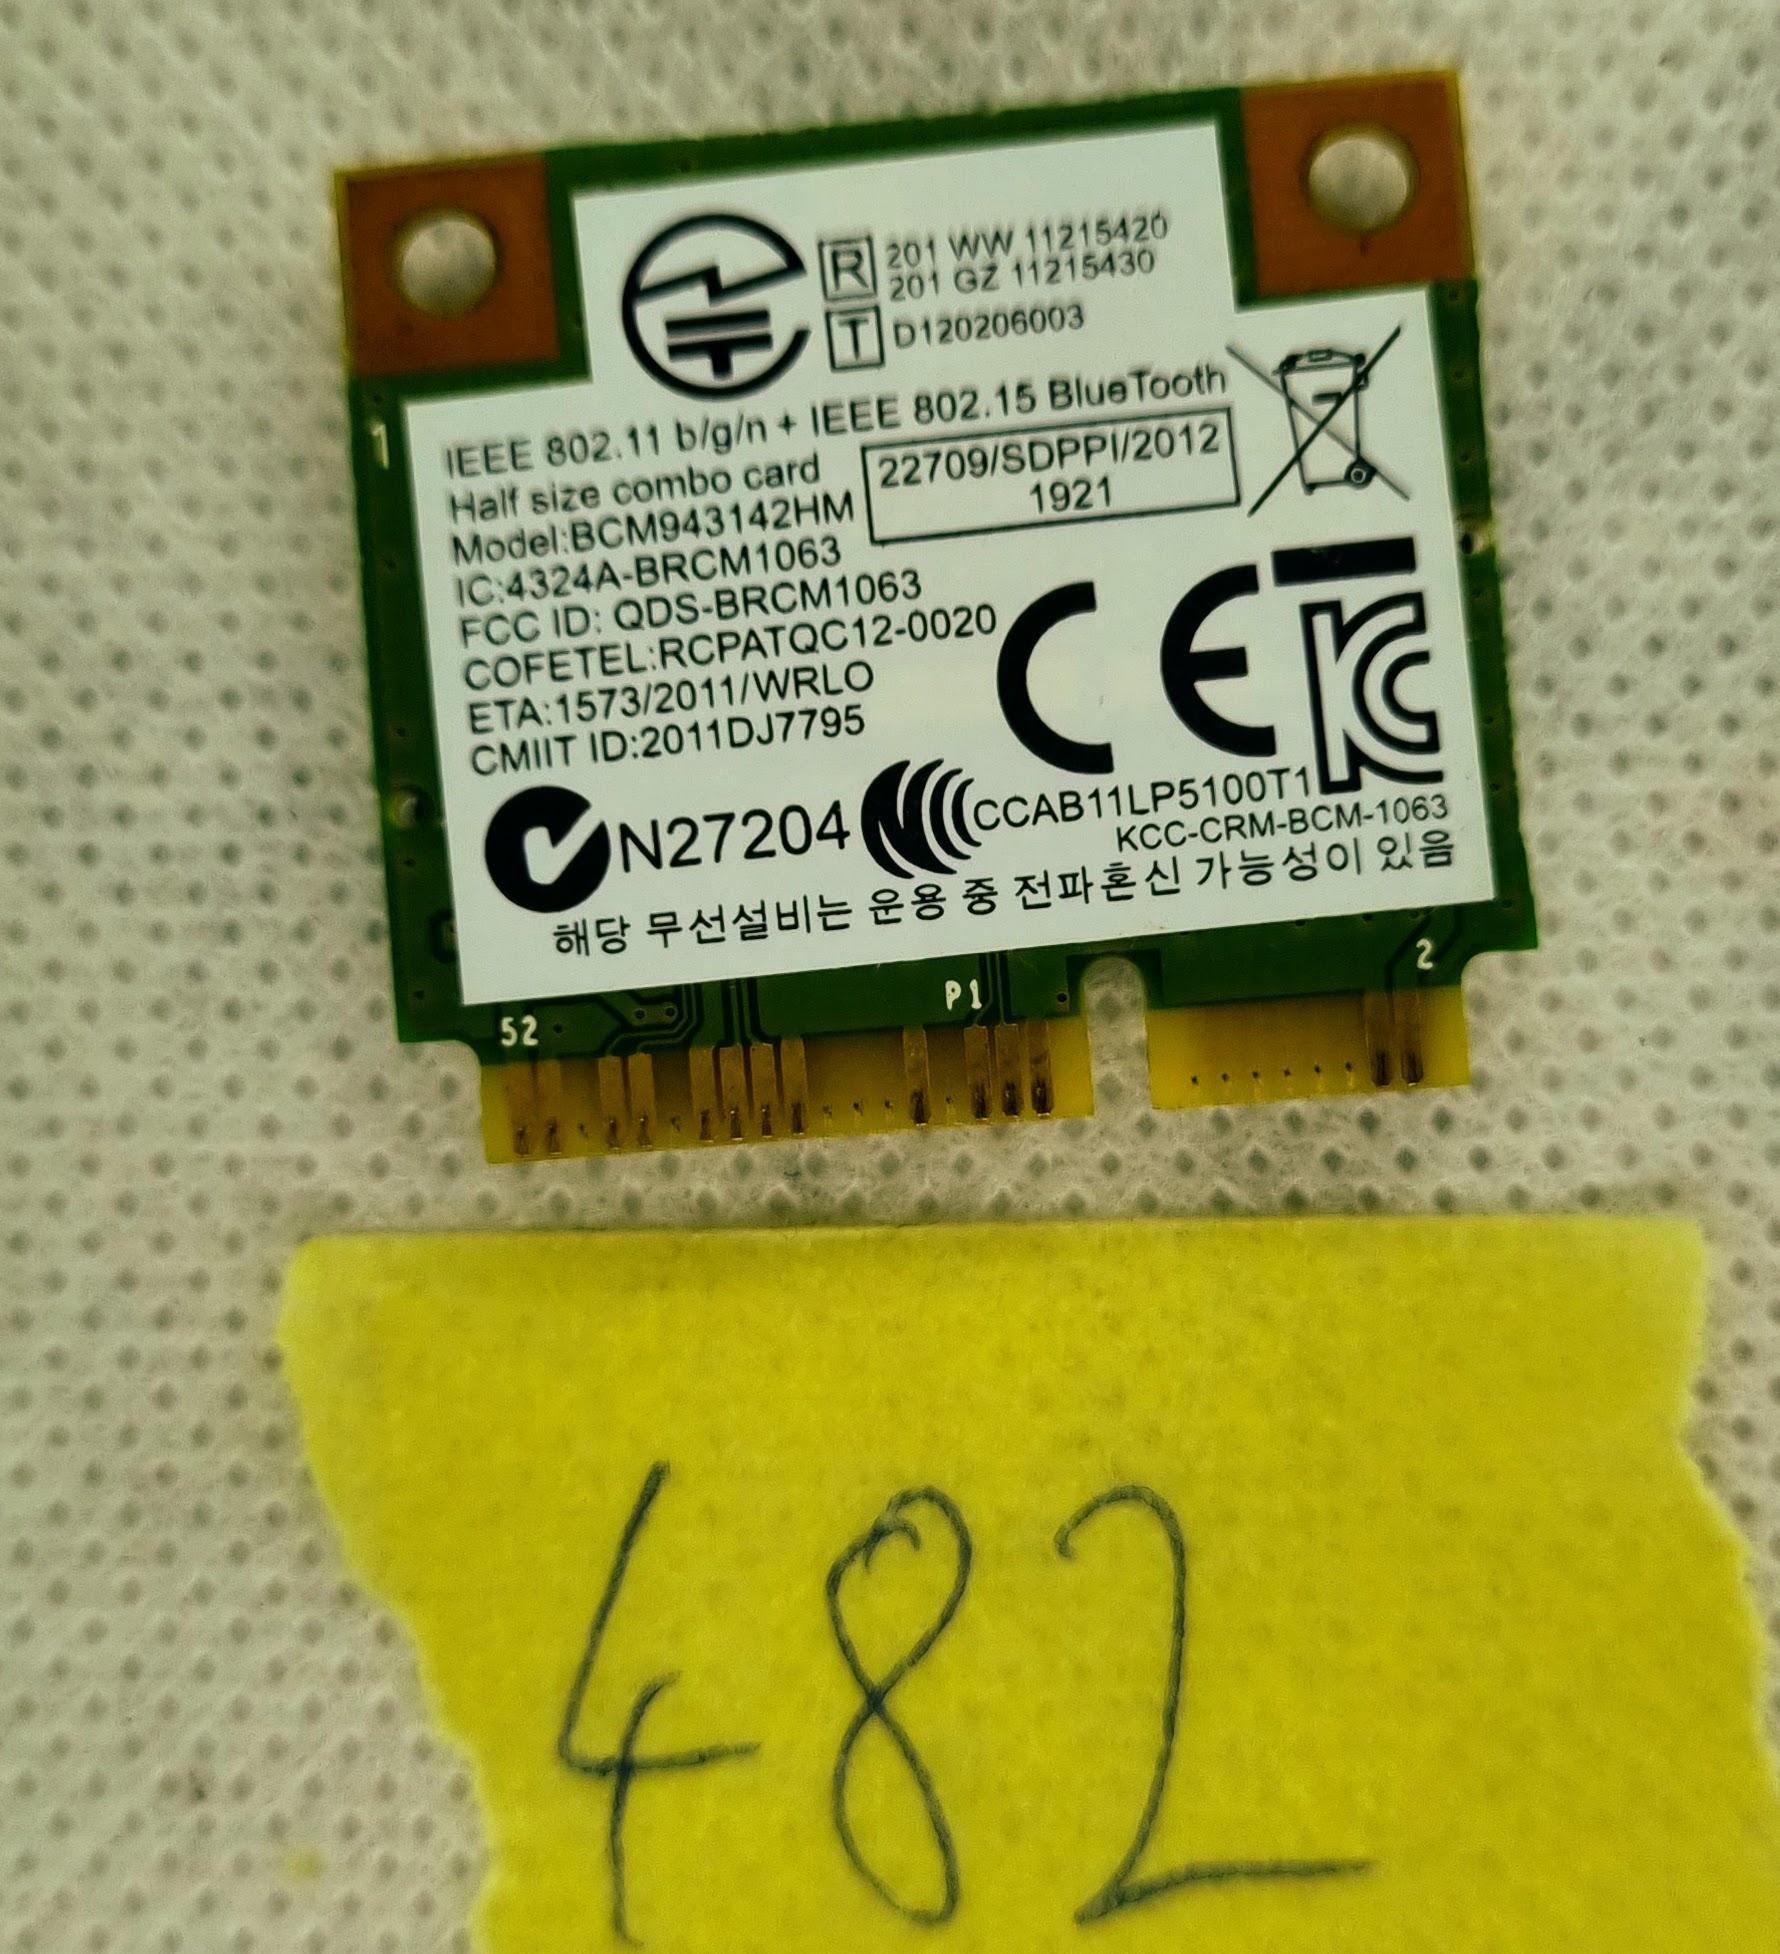 R 201 WW 11215420
201 GZ 11215430
T D120206003
IEEE 802.11 b/g/n + IEEE 802.15 BlueTooth
Half size combo card
22709/SDPPI/2012
1921
Model:BCM943142HM
IC:4324A-BRCM1063
FCC ID: QDS-BRCM1063
COFETEL:RCPATQC12-0020
ETA:1573/2011/WRLO
CMIIT ID:2011DJ7795
CE
N27204
CCAB11LP5100T1
KCC-CRM-BCM-1063
해당 무선설비는 운용 중 전파혼신 가능성이 있음
1
52
P1
2
482